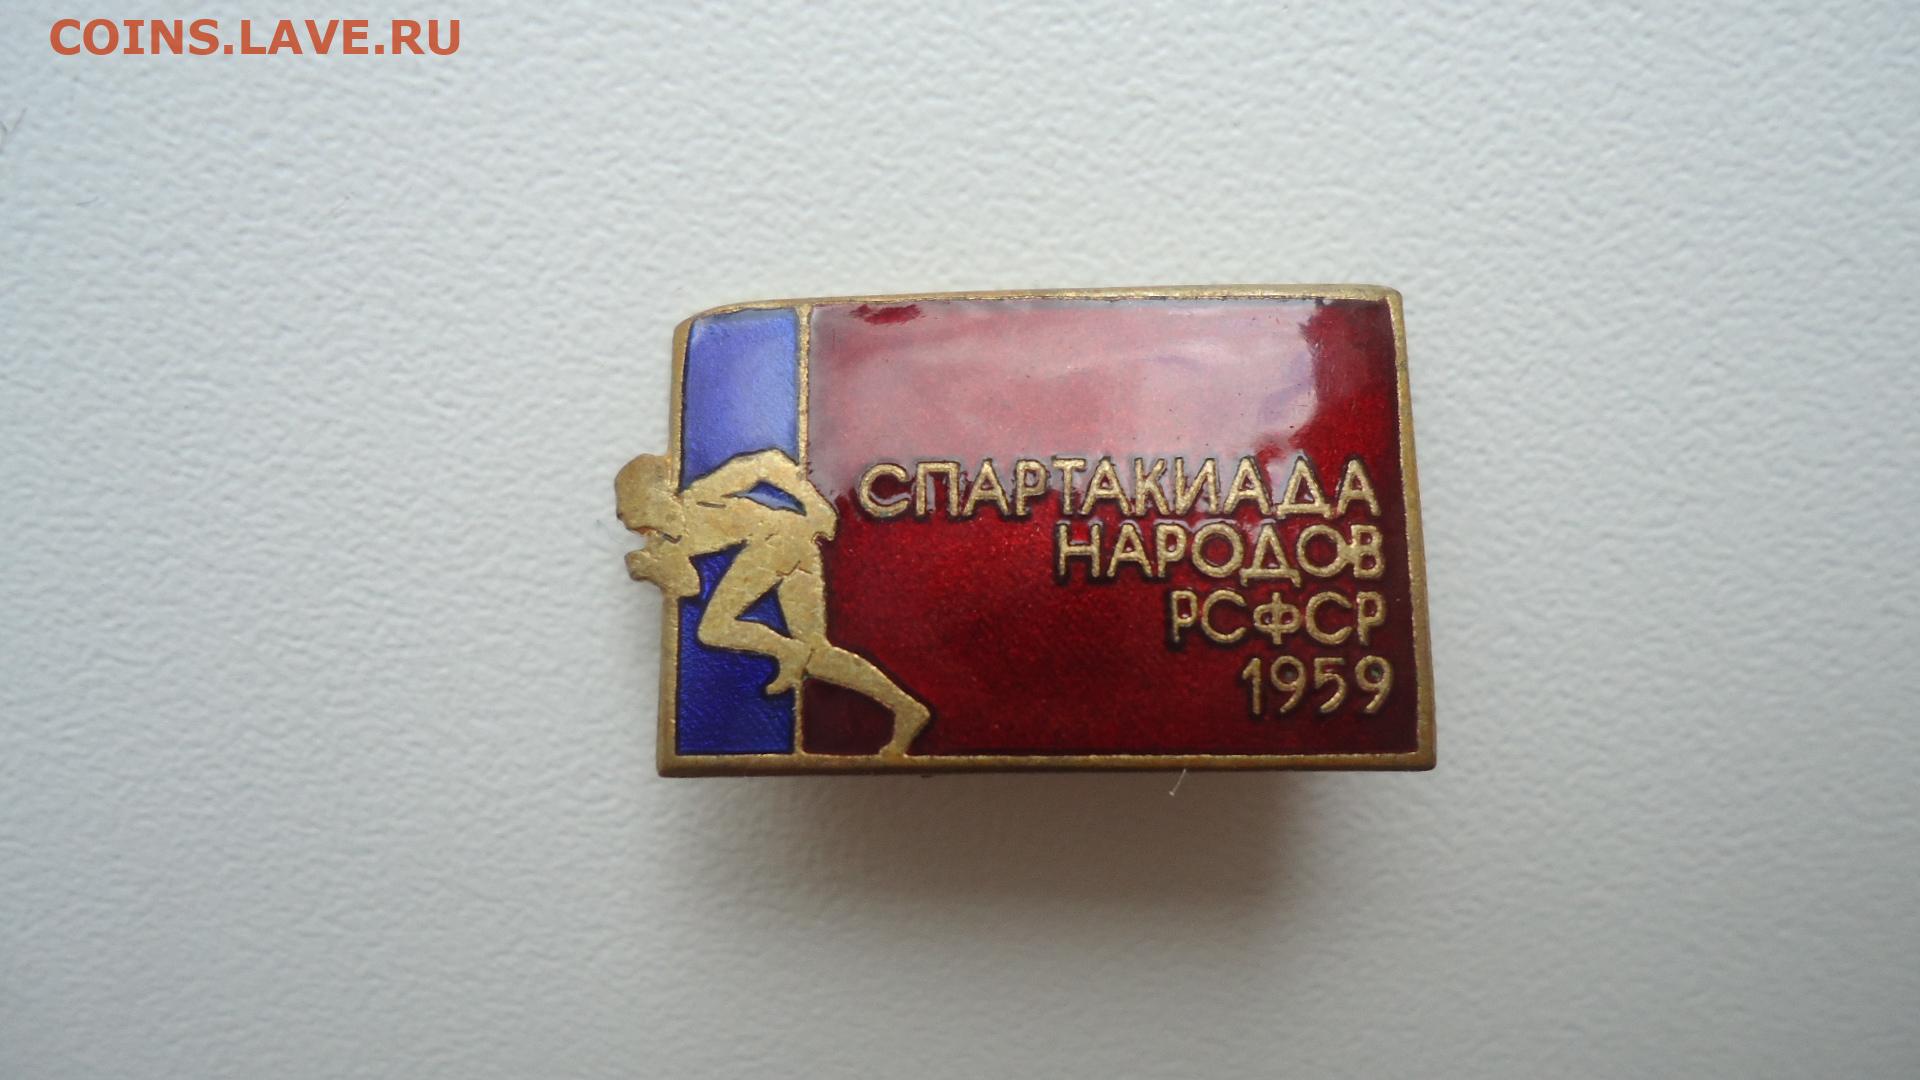 COINS.LAVE.RU
СПАРТАКИАДА
НАРОДОВ
РСФСР
1959